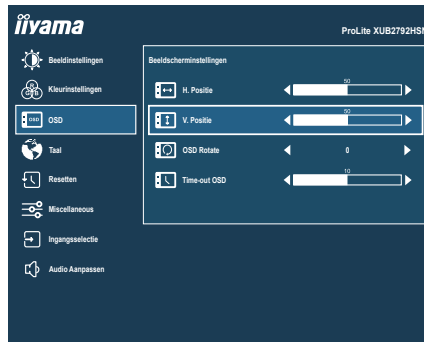 iiyama
ProLite XUB2792HSN
Beeldinstellingen
Kleurinstellingen
OSD
Taal
Resetten
Miscellaneous
Ingangsselectie
Audio Aanpassen
Beeldscherminstellingen
H. Positie 50
V. Positie 50
OSD Rotate 0
Time-out OSD 10
R
G B
OSD